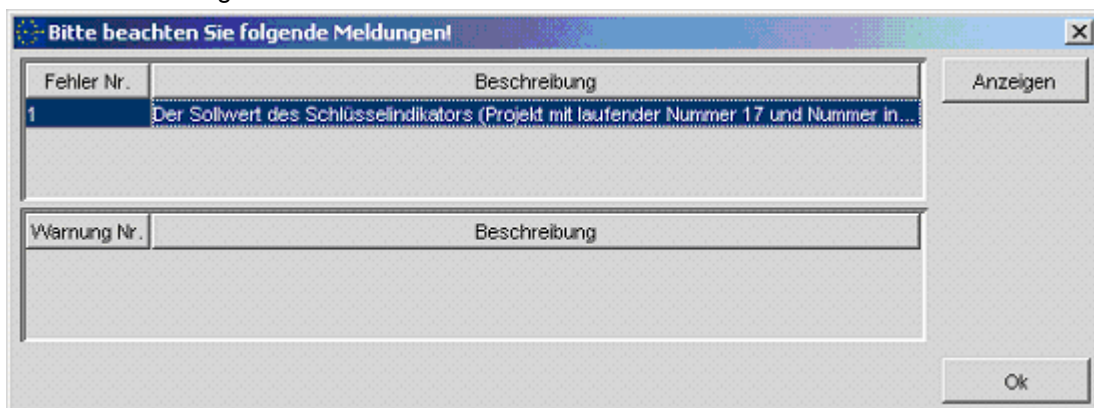 Bitte beachten Sie folgende Meldungen!
Fehler Nr. Beschreibung Anzeigen
1 Der Sollwert des Schlüsselindikators (Projekt mit laufender Nummer 17 und Nummer in...
Warnung Nr. Beschreibung
Ok